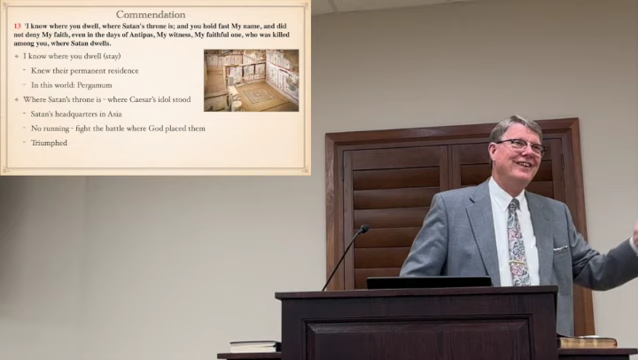 Commendation
13 'I know where you dwell, where Satan's throne is; and you hold fast My name, and did
not deny My faith, even in the days of Antipas, My witness, My faithful one, who was killed
among you, where Satan dwells.
I know where you dwell (stay)
- Knew their permanent residence
- In this world: Pergamum
Where Satan's throne is - where Caesar's idol stood
- Satan's headquarters in Asia
- No running - fight the battle where God placed them
- Triumphed